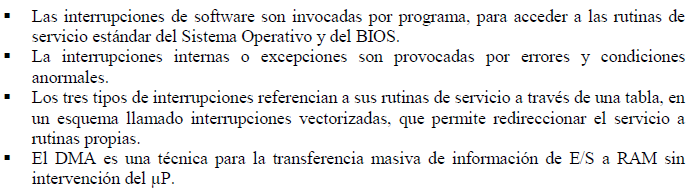 ▪ Las interrupciones de software son invocadas por programa, para acceder a las rutinas de
servicio estándar del Sistema Operativo y del BIOS.
▪ La interrupciones internas o excepciones son provocadas por errores y condiciones
anormales.
▪ Los tres tipos de interrupciones referencian a sus rutinas de servicio a través de una tabla, en
un esquema llamado interrupciones vectorizadas, que permite redireccionar el servicio a
rutinas propias.
▪ El DMA es una técnica para la transferencia masiva de información de E/S a RAM sin
intervención del µP.